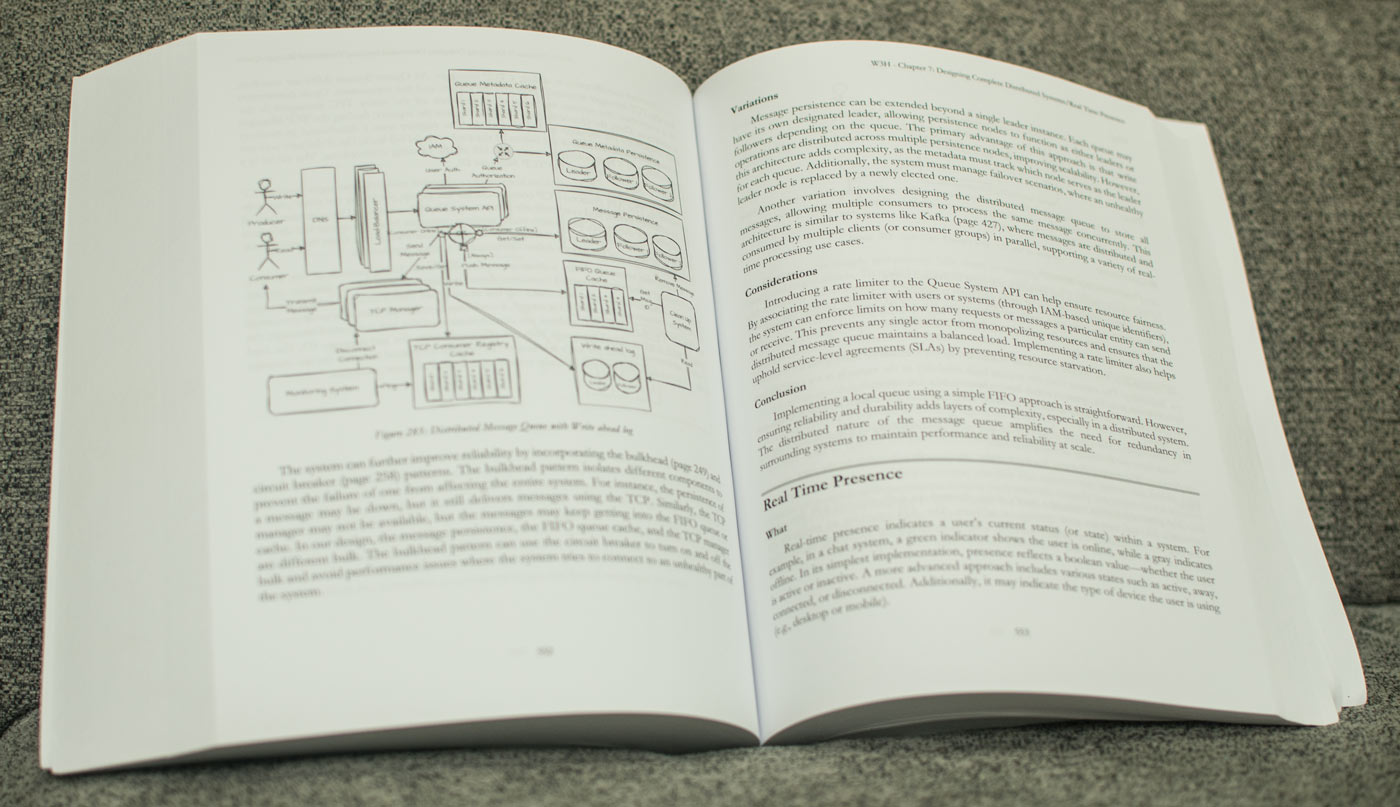 Queue Metadata Cache
IAM
User Auth
Queue
Authorization
Queue Metadata Persistence
Leader
Follower
Follower
Write
Producer
DNS
Load Balancer
Queue System API
Message Persistence
Leader
Follower
Follower
Consumer
Send
Message
Get/Set
Push Message
Transmit
Message
TCP Manager
FIFO Queue
Cache
Remove Message
Clean Up
System
Disconnect
Connection
TCP Consumer Registry
Cache
Write ahead log
Read
Monitoring System
Figure 285: Distributed Message Queue with Write ahead log
The system can further improve reliability by incorporating the bulkhead (page 249) and
circuit breaker (page 258) patterns. The bulkhead pattern isolates different components to
prevent the failure of one from affecting the entire system. For instance, the persistence of
a message may be down, but it still delivers messages using the TCP. Similarly, the TCP
manager may not be available, but the messages may keep getting into the FIFO queue or
cache. In our design, the message persistence, the FIFO queue cache, and the TCP manager
are different bulk. The bulkhead pattern can use the circuit breaker to turn on and off the
bulk and avoid performance issues where the system tries to connect to an unhealthy part of
the system.
W3H - Chapter 7: Designing Complete Distributed Systems/Real Time Presence
Variations
Message persistence can be extended beyond a single leader instance. Each queue may
have its own designated leader, allowing persistence nodes to function as either leaders or
followers depending on the queue. The primary advantage of this approach is that write
operations are distributed across multiple persistence nodes, improving scalability. However,
this architecture adds complexity, as the metadata must track which node serves as the leader
for each queue. Additionally, the system must manage failover scenarios, where an unhealthy
leader node is replaced by a newly elected one.
Another variation involves designing the distributed message queue to store all
messages, allowing multiple consumers to process the same message concurrently. This
architecture is similar to systems like Kafka (page 427), where messages are distributed and
consumed by multiple clients (or consumer groups) in parallel, supporting a variety of real-
time processing use cases.
Considerations
Introducing a rate limiter to the Queue System API can help ensure resource fairness.
By associating the rate limiter with users or systems (through IAM-based unique identifiers),
the system can enforce limits on how many requests or messages a particular entity can send
or receive. This prevents any single actor from monopolizing resources and ensures that the
distributed message queue maintains a balanced load. Implementing a rate limiter also helps
uphold service-level agreements (SLAs) by preventing resource starvation.
Conclusion
Implementing a local queue using a simple FIFO approach is straightforward. However,
ensuring reliability and durability adds layers of complexity, especially in a distributed system.
The distributed nature of the message queue amplifies the need for redundancy in
surrounding systems to maintain performance and reliability at scale.
Real Time Presence
What
Real-time presence indicates a user's current status (or state) within a system. For
example, in a chat system, a green indicator shows the user is online, while a gray indicates
offline. In its simplest implementation, presence reflects a boolean value—whether the user
is active or inactive. A more advanced approach includes various states such as active, away,
connected, or disconnected. Additionally, it may indicate the type of device the user is using
(e.g., desktop or mobile).
553